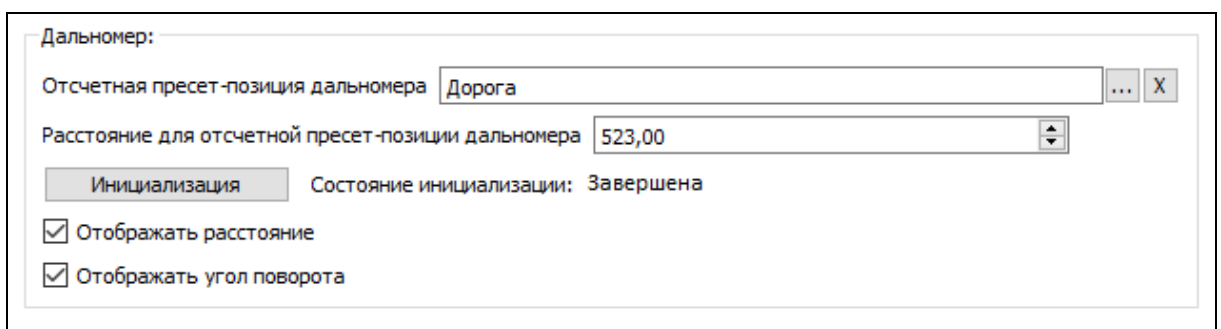 Дальномер:
Отсчетная пресет-позиция дальномера Дорога ... X
Расстояние для отсчетной пресет-позиции дальномера 523,00
Инициализация Состояние инициализации: Завершена
Отображать расстояние
Отображать угол поворота